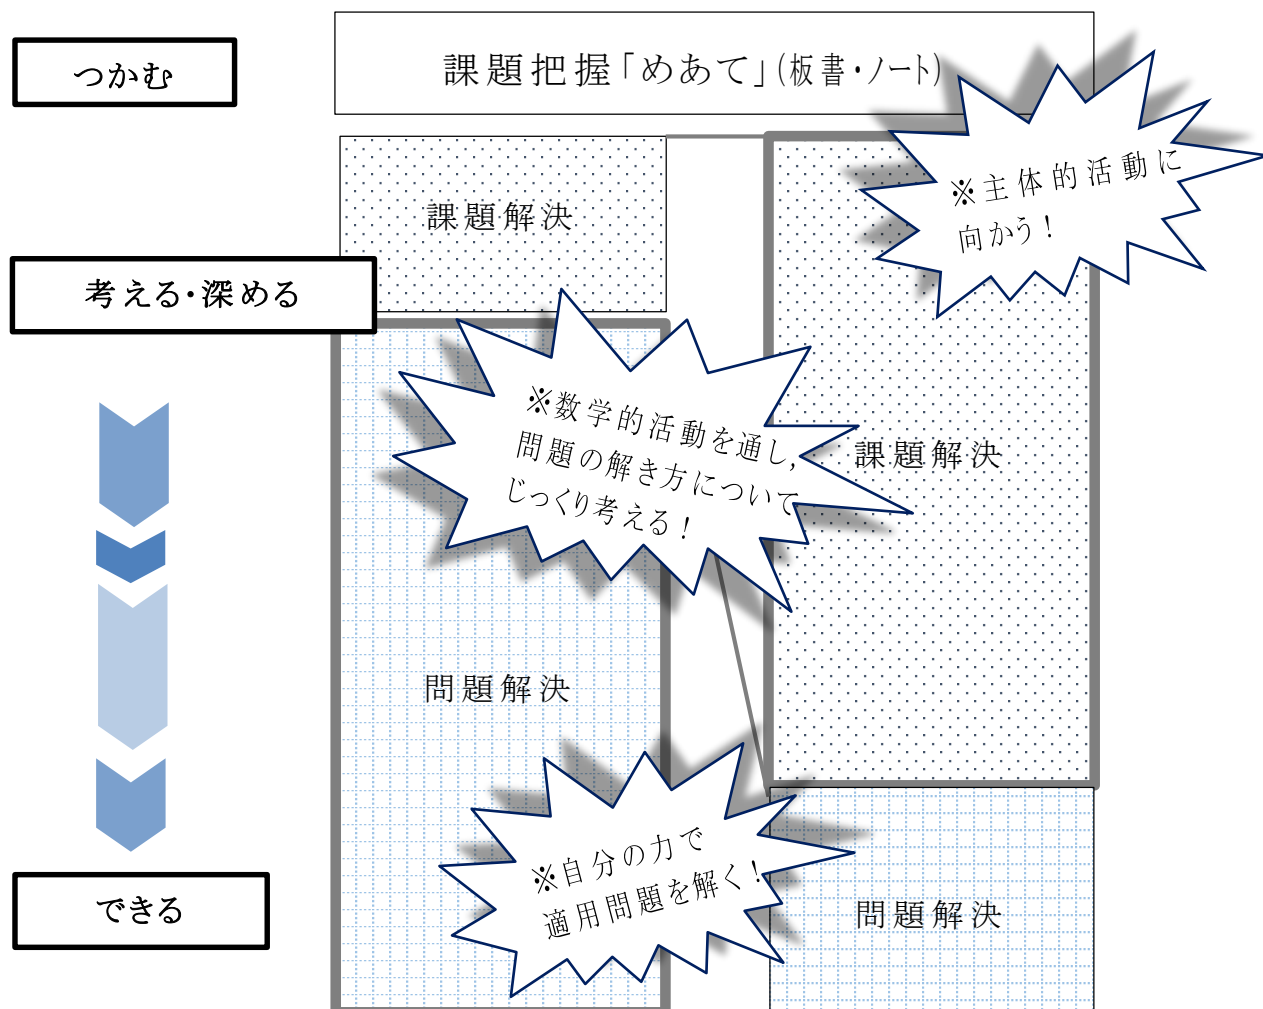 つかむ
課題把握「めあて」(板書・ノート)
※主体的活動に
向かう！
課題解決
考える・深める
※数学的活動を通し，
問題の解き方について
じっくり考える！
課題解決
問題解決
※自分の力で
適用問題を解く！
できる
問題解決